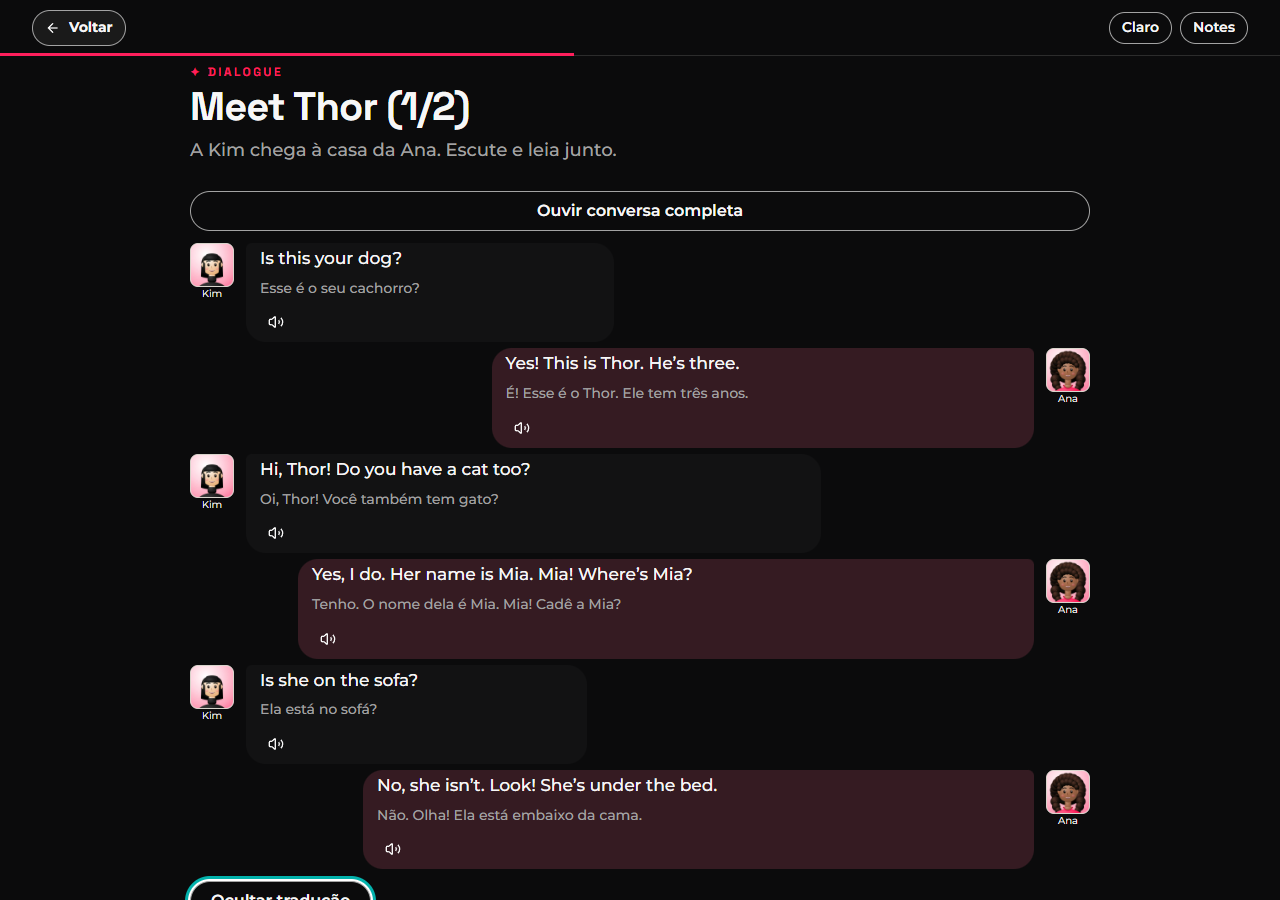 ← Voltar
Claro
Notes
✦ DIALOGUE
Meet Thor (1/2)
A Kim chega à casa da Ana. Escute e leia junto.
Ouvir conversa completa
Is this your dog?
Kim
Esse é o seu cachorro?
Yes! This is Thor. He’s three.
É! Esse é o Thor. Ele tem três anos.
Ana
Hi, Thor! Do you have a cat too?
Oi, Thor! Você também tem gato?
Kim
Yes, I do. Her name is Mia. Mia! Where’s Mia?
Tenho. O nome dela é Mia. Mia! Cadê a Mia?
Ana
Is she on the sofa?
Ela está no sofá?
Kim
No, she isn’t. Look! She’s under the bed.
Não. Olha! Ela está embaixo da cama.
Ana
Ocultar tradução